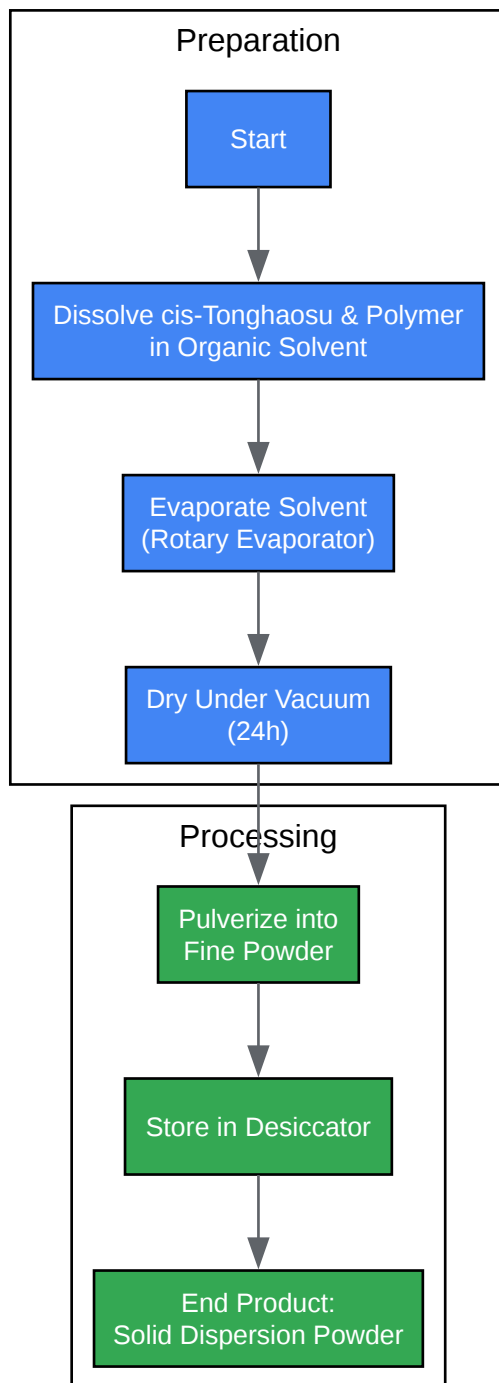 Preparation
Start
Dissolve cis-Tonghaosu & Polymer
in Organic Solvent
Evaporate Solvent
(Rotary Evaporator)
Dry Under Vacuum
(24h)
Processing
Pulverize into
Fine Powder
Store in Desiccator
End Product:
Solid Dispersion Powder